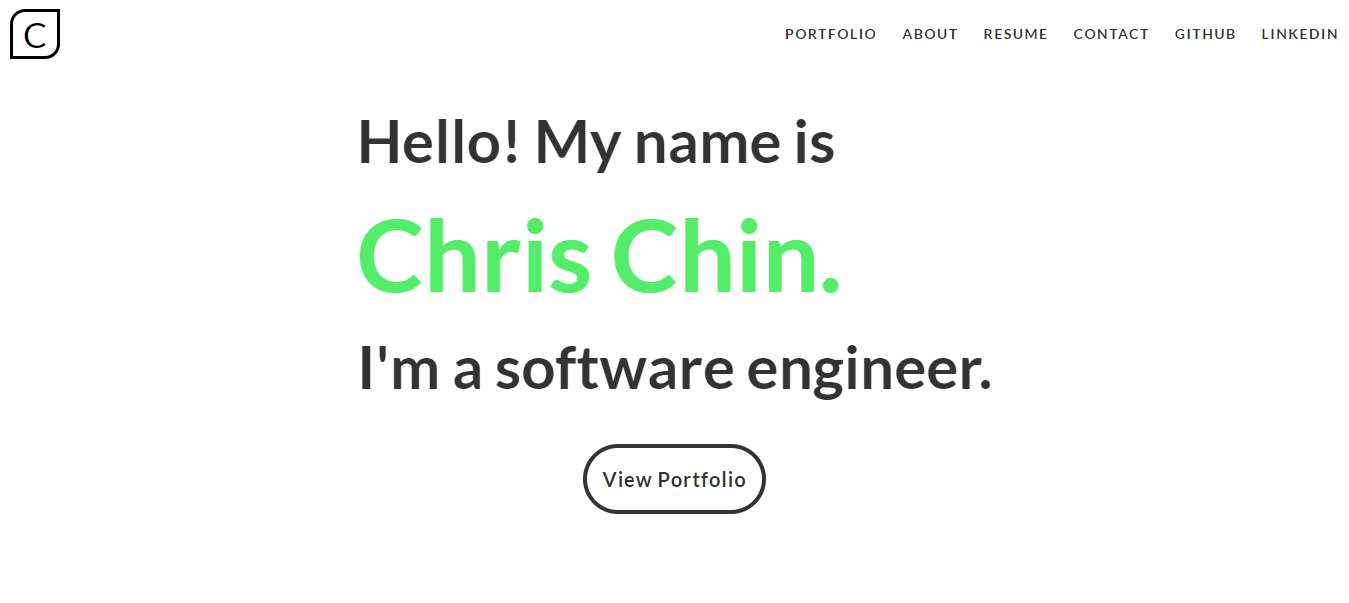 C
PORTFOLIO ABOUT RESUME CONTACT GITHUB LINKEDIN
Hello! My name is
Chris Chin.
I'm a software engineer.
View Portfolio